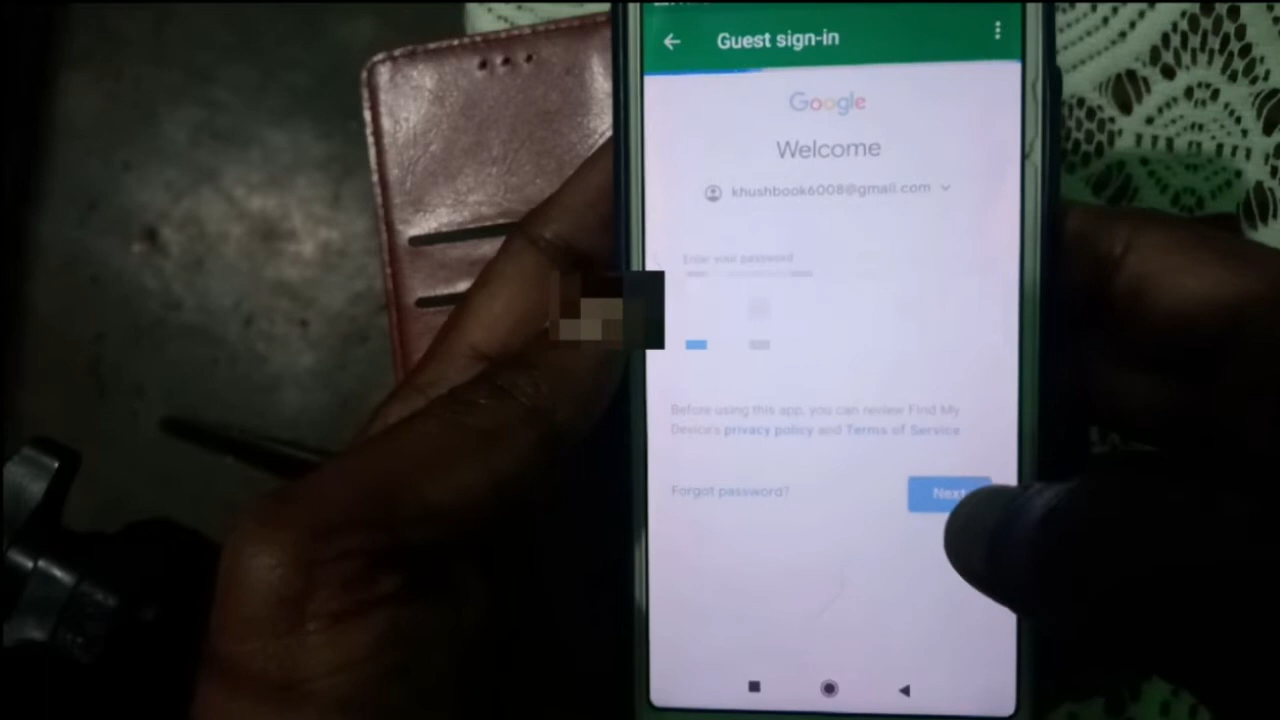 Guest sign-in
Google
Welcome
khushbook6008@gmail.com
Enter your password
Before using this app, you can review Find My
Device's privacy policy and Terms of Service
Forgot password?
Next